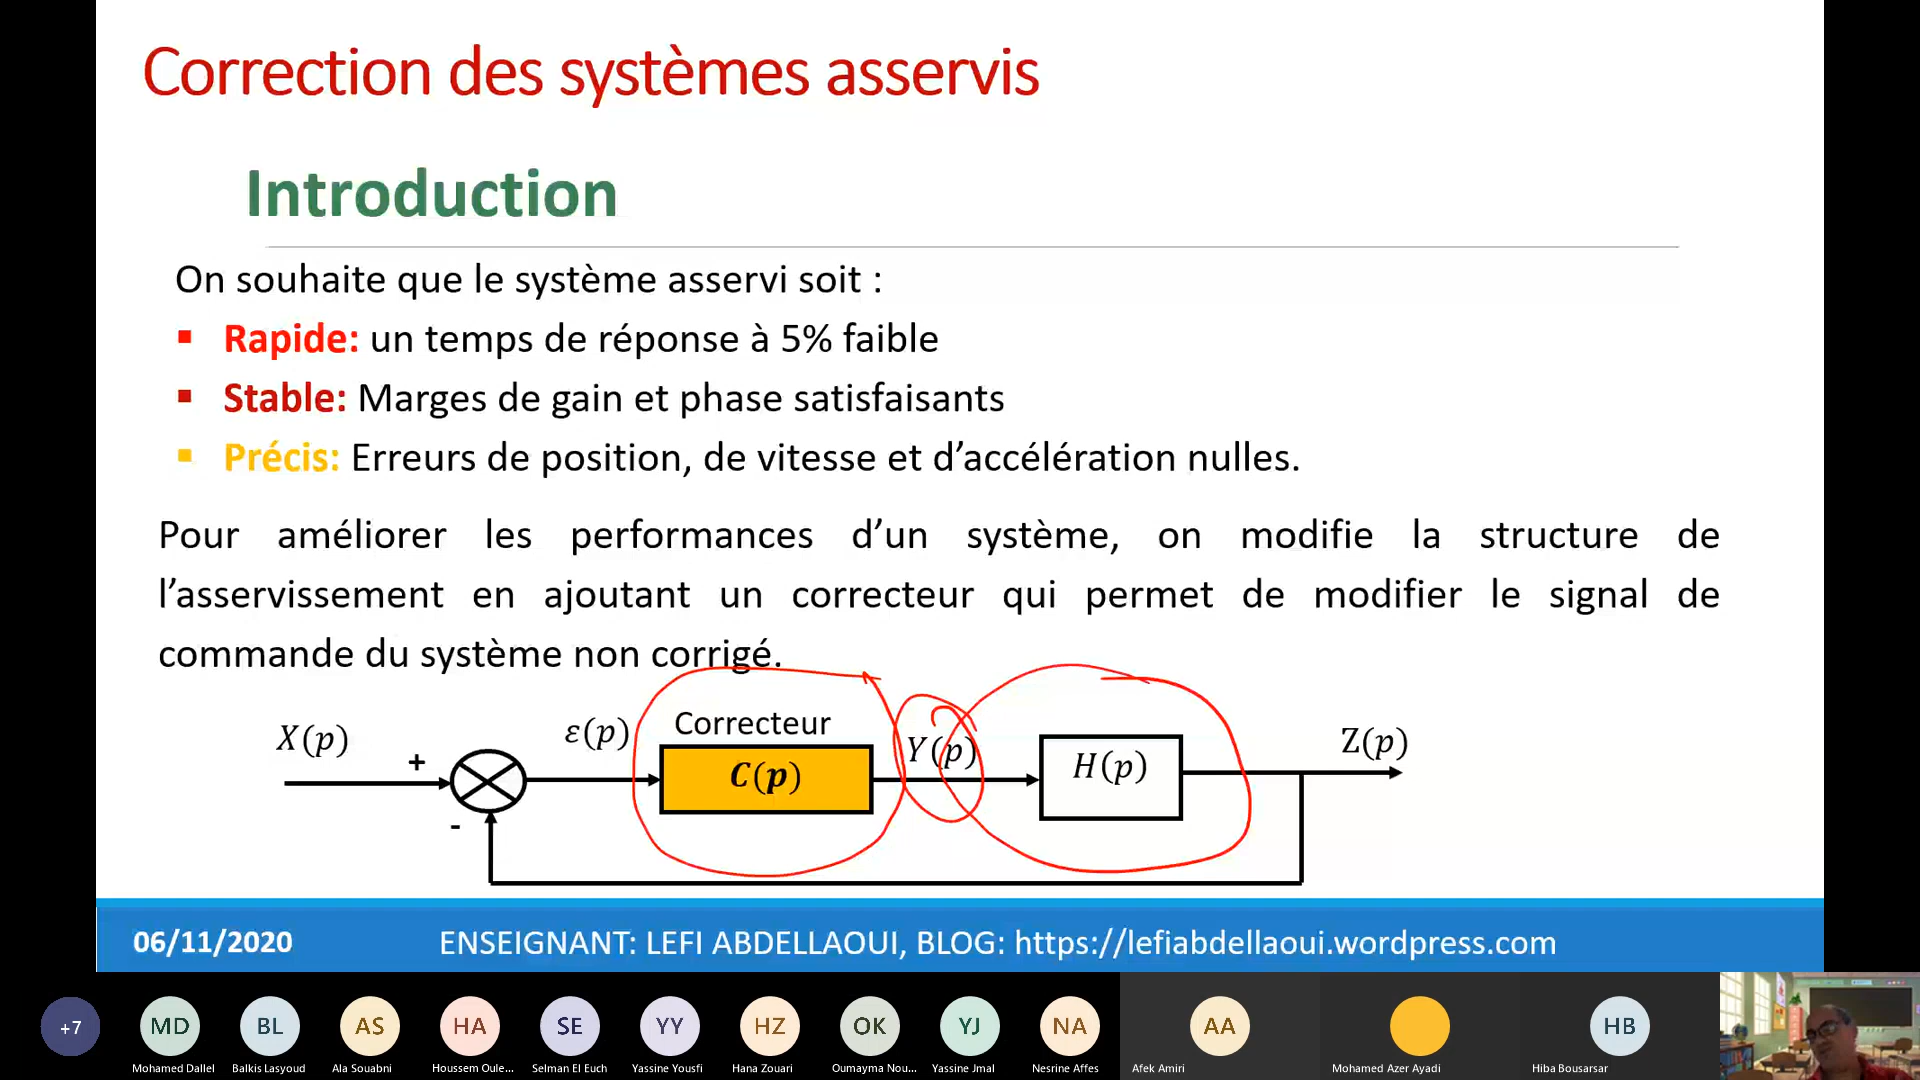 Correction des systèmes asservis
Introduction
On souhaite que le système asservi soit :
▪ Rapide: un temps de réponse à 5% faible
▪ Stable: Marges de gain et phase satisfaisants
▪ Précis: Erreurs de position, de vitesse et d’accélération nulles.
Pour améliorer les performances d’un système, on modifie la structure de
l’asservissement en ajoutant un correcteur qui permet de modifier le signal de
commande du système non corrigé.
X(p)
+
-
ε(p)
Correcteur
C(p)
Y(p)
H(p)
Z(p)
06/11/2020
ENSEIGNANT: LEFI ABDELLAOUI, BLOG: https://lefiabdellaoui.wordpress.com
+7
MD
BL
AS
HA
SE
YY
HZ
OK
YJ
NA
AA
HB
Mohamed Dallel
Balkis Lasyoud
Ala Souabni
Houssem Oule...
Selman El Euch
Yassine Yousfi
Hana Zouari
Oumayma Nou...
Yassine Jmal
Nesrine Affes
Afek Amiri
Mohamed Azer Ayadi
Hiba Bousarsar